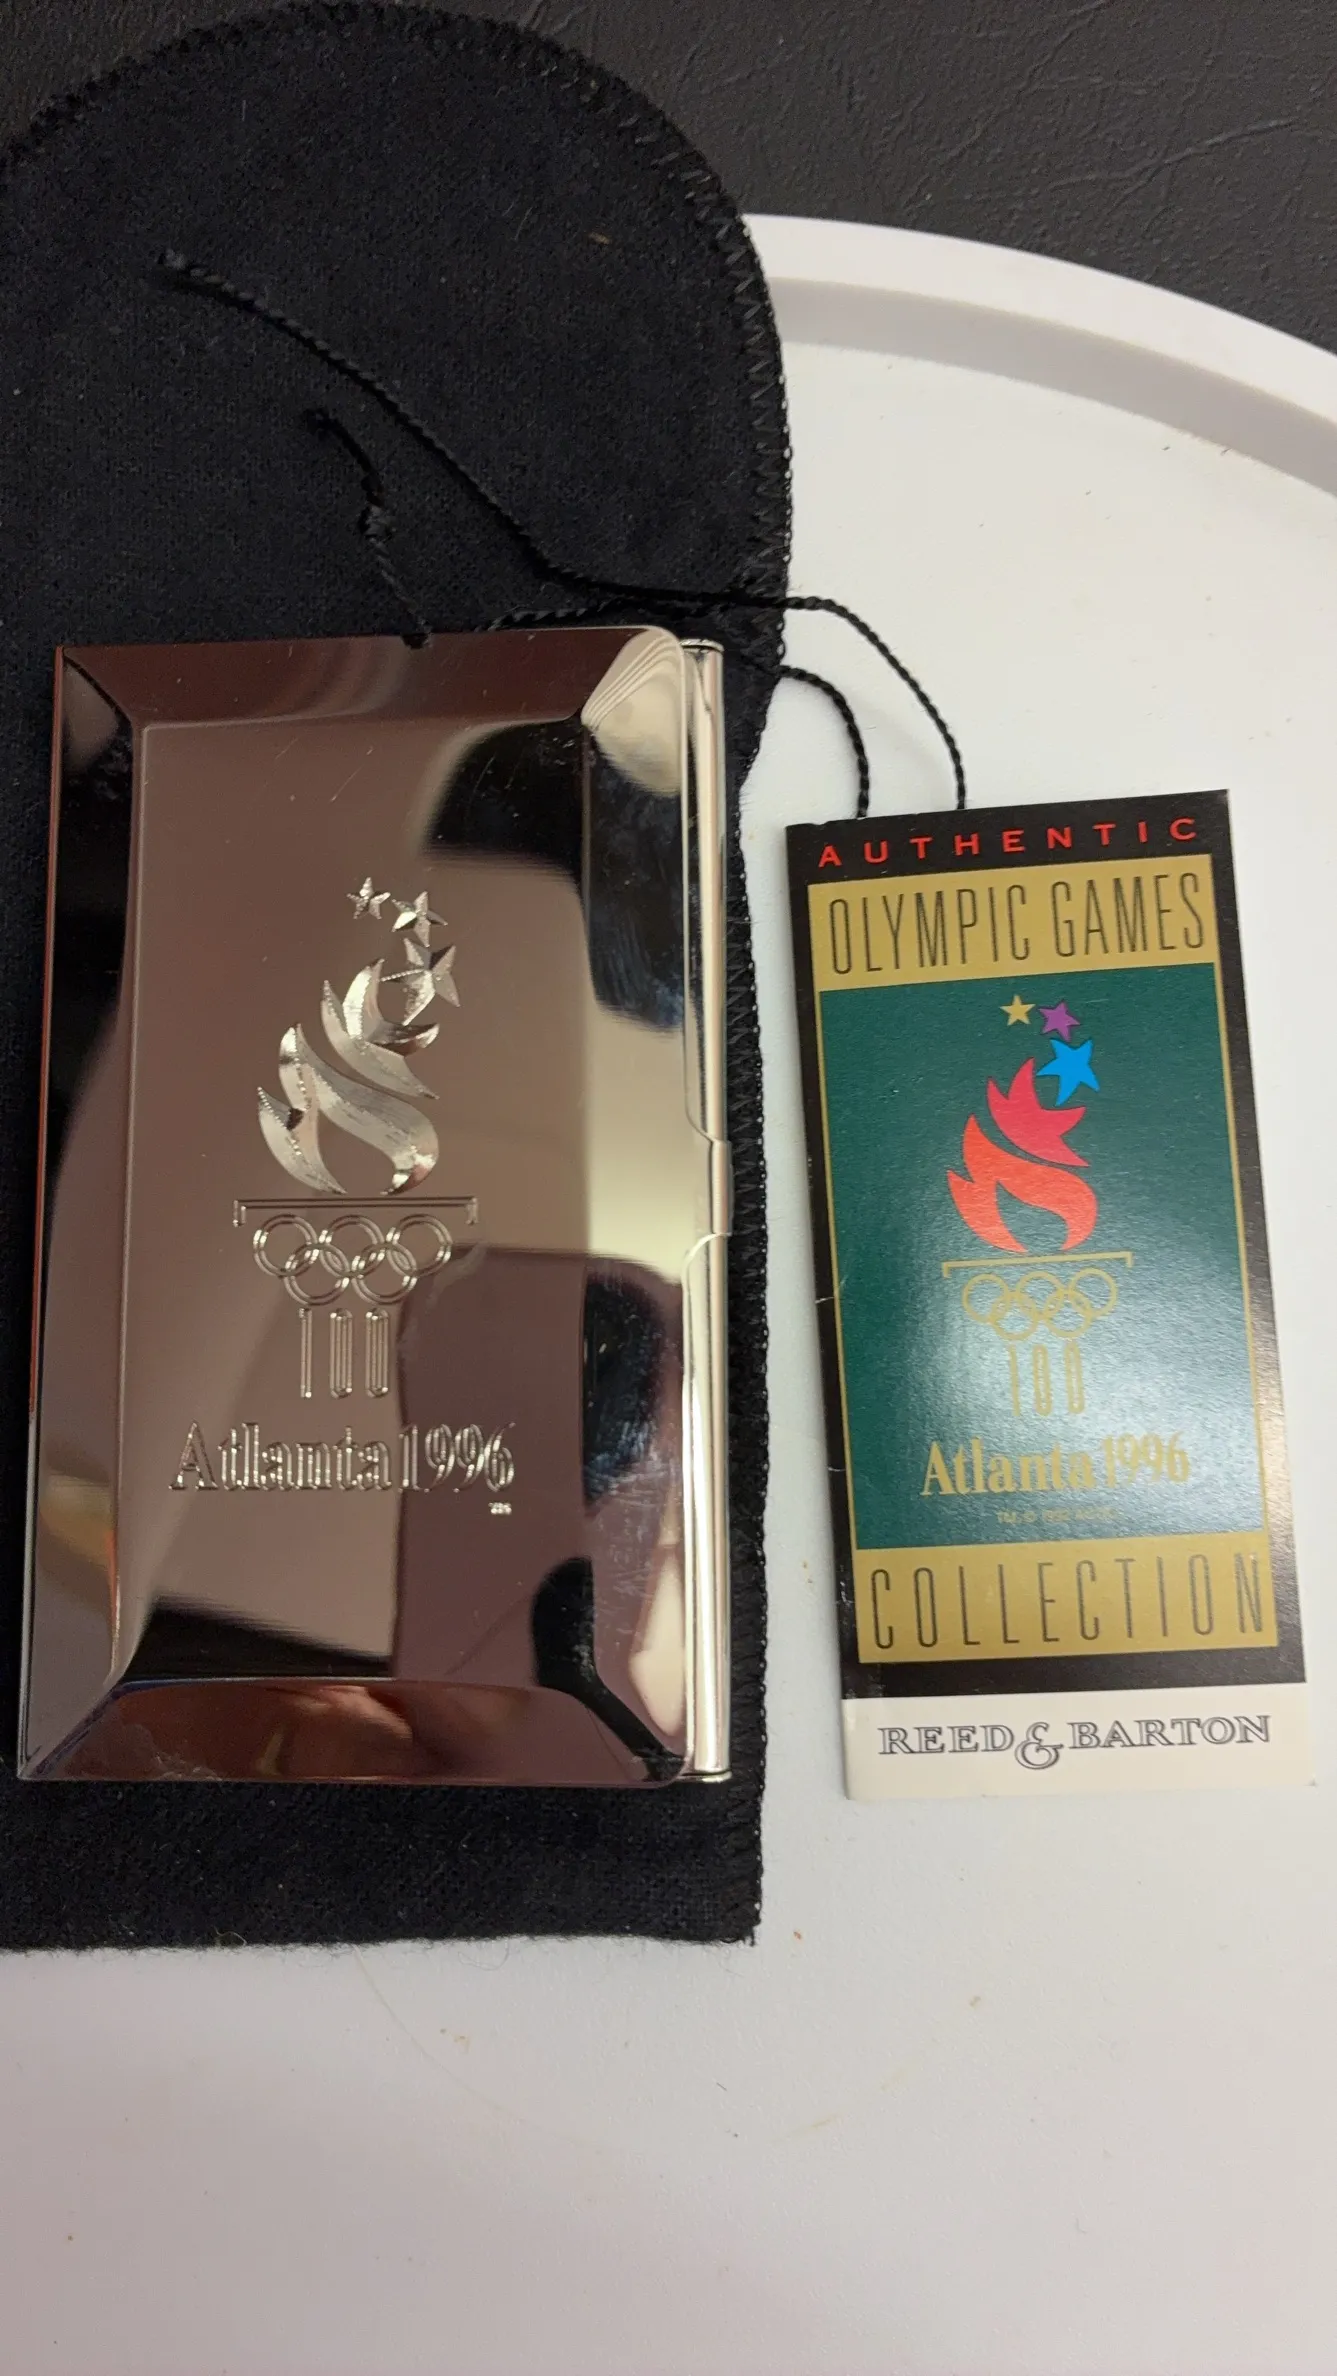 100
Atlanta 1996
AUTHENTIC
OLYMPIC GAMES
100
Atlanta 1996
COLLECTION
REED & BARTON